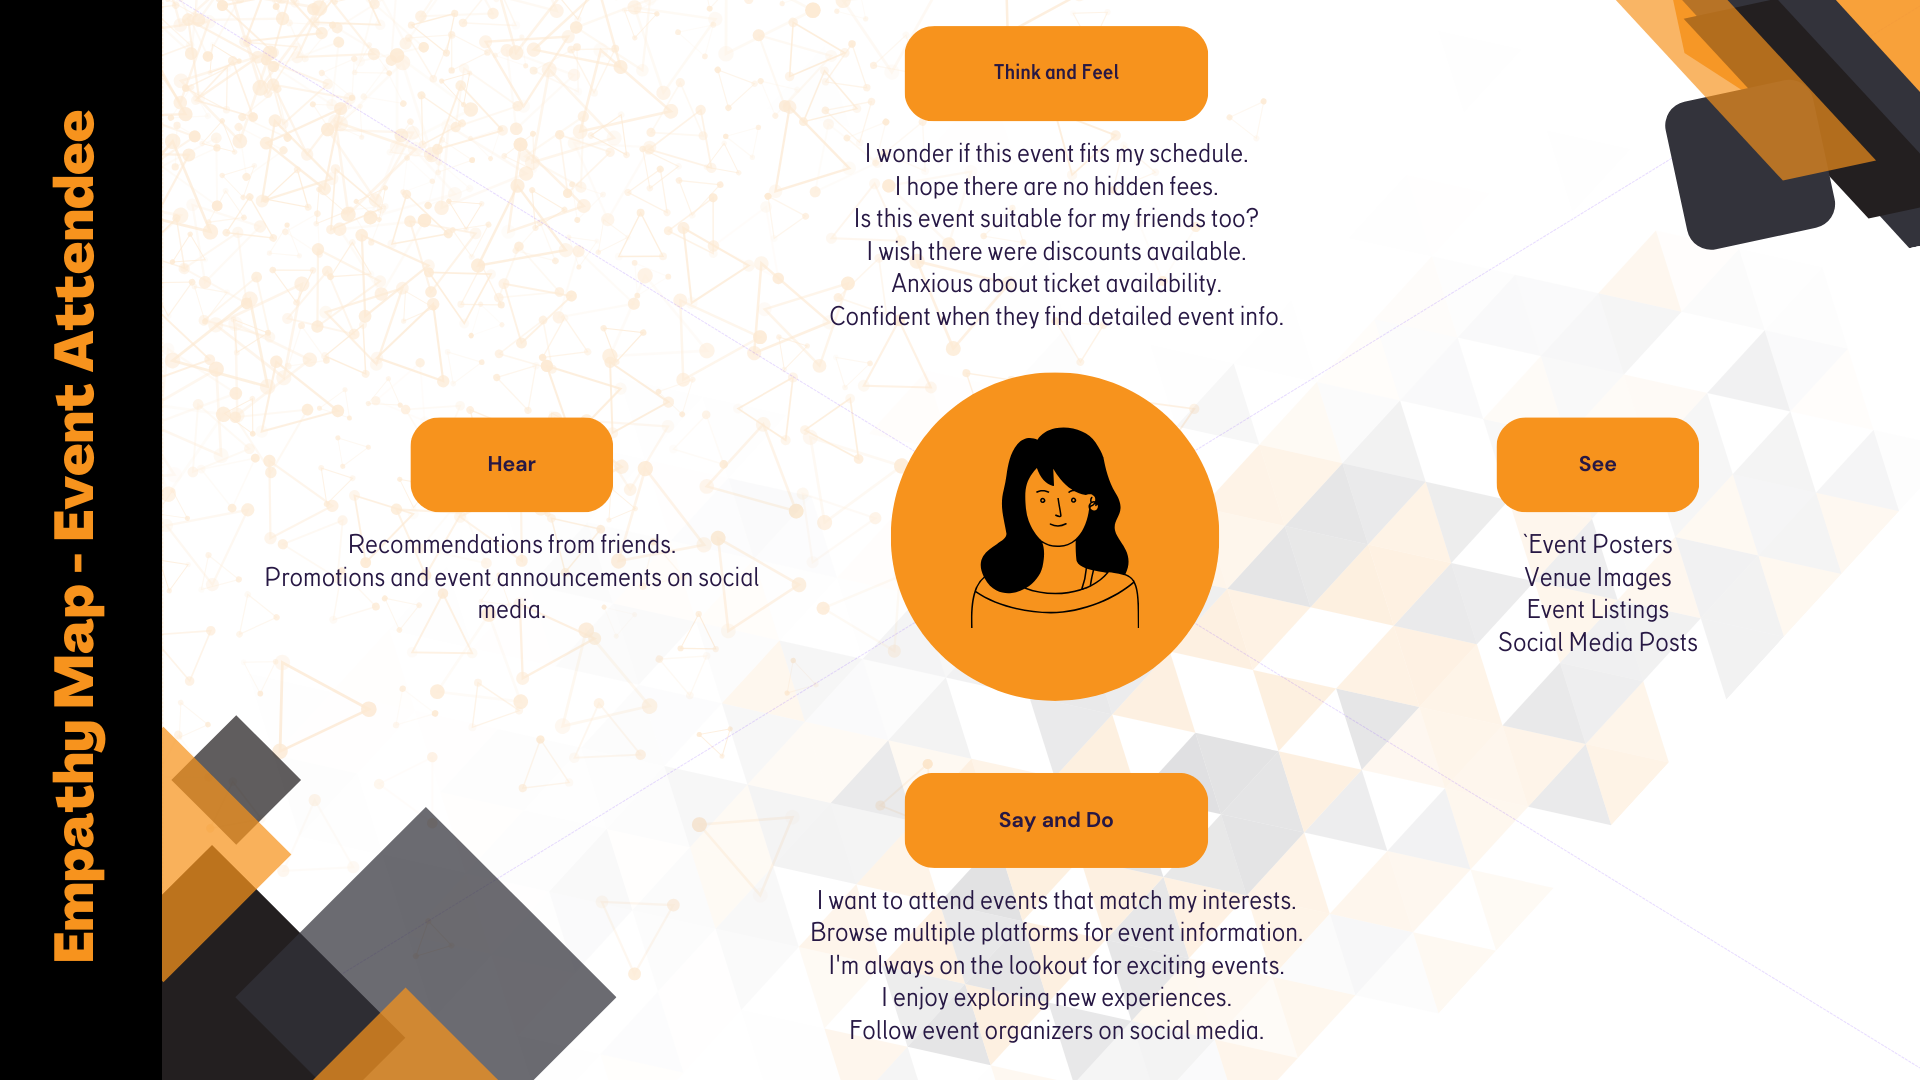 Empathy Map - Event Attendee
Think and Feel
I wonder if this event fits my schedule.
I hope there are no hidden fees.
Is this event suitable for my friends too?
I wish there were discounts available.
Anxious about ticket availability.
Confident when they find detailed event info.
Hear
Recommendations from friends.
Promotions and event announcements on social
media.
See
`Event Posters
Venue Images
Event Listings
Social Media Posts
Say and Do
I want to attend events that match my interests.
Browse multiple platforms for event information.
I'm always on the lookout for exciting events.
I enjoy exploring new experiences.
Follow event organizers on social media.